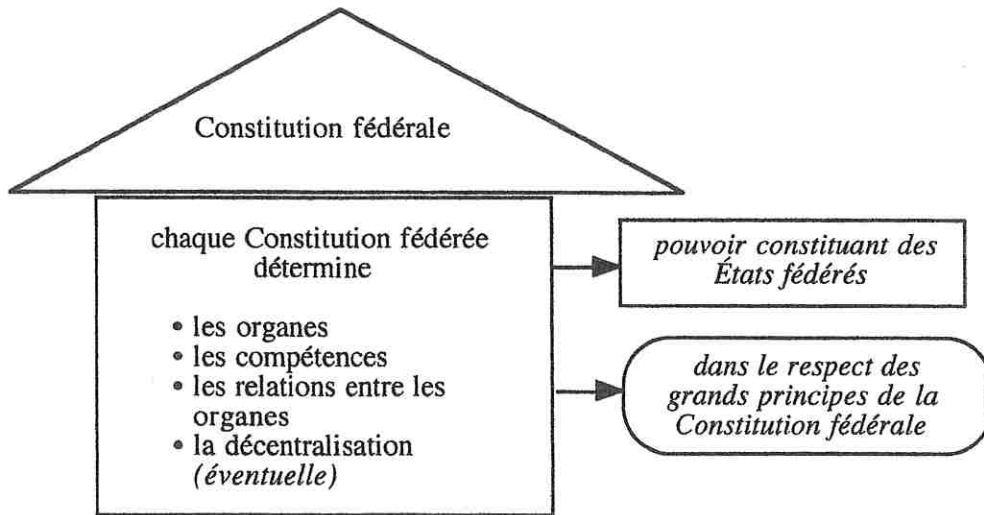 Constitution fédérale
chaque Constitution fédérée
détermine
• les organes
• les compétences
• les relations entre les
organes
• la décentralisation
(éventuelle)
pouvoir constituant des
États fédérés
dans le respect des
grands principes de la
Constitution fédérale